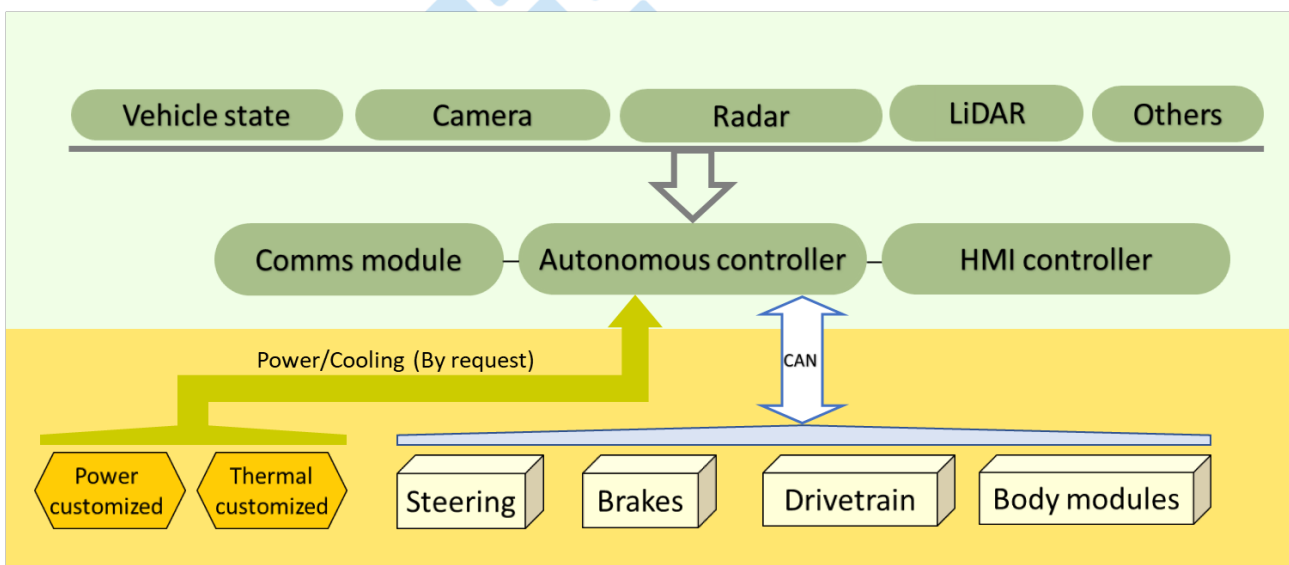 Vehicle state
Camera
Radar
LiDAR
Others
Comms module
Autonomous controller
HMI controller
Power/Cooling (By request)
CAN
Power
customized
Thermal
customized
Steering
Brakes
Drivetrain
Body modules